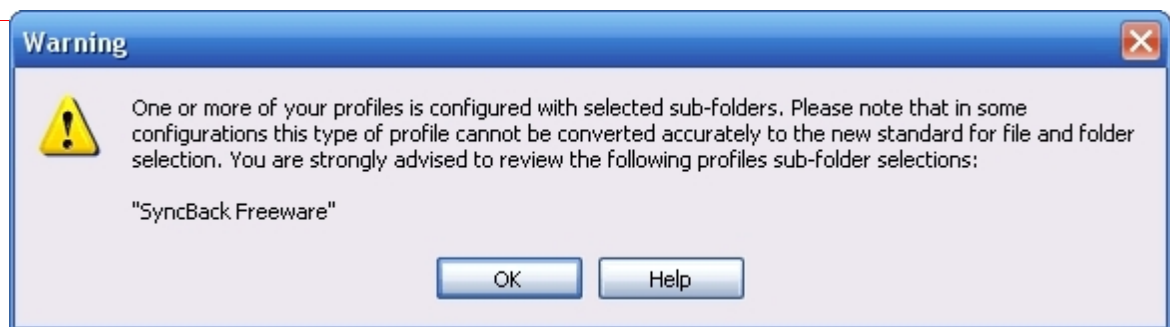 Warning
One or more of your profiles is configured with selected sub-folders. Please note that in some
configurations this type of profile cannot be converted accurately to the new standard for file and folder
selection. You are strongly advised to review the following profiles sub-folder selections:
"SyncBack Freeware"
OK
Help